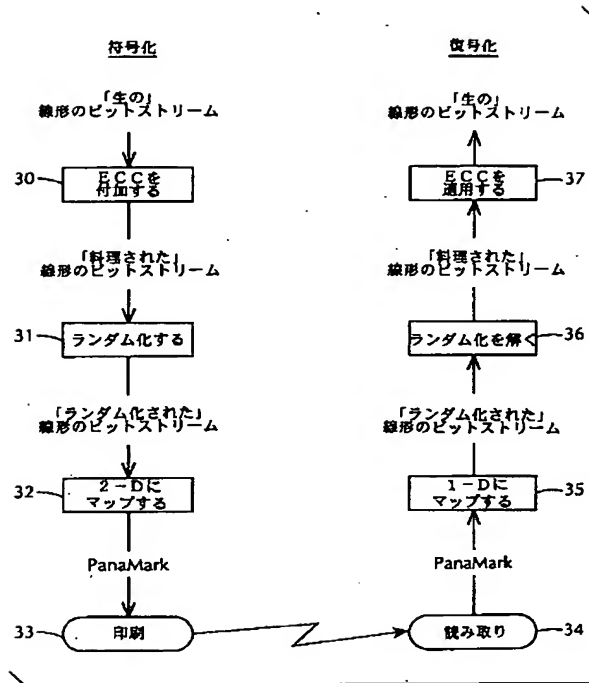 符号化
「生の」
線形のビットストリーム
30
ECCを
付加する
「料理された」
線形のビットストリーム
31
ランダム化する
「ランダム化された」
線形のビットストリーム
32
2-Dに
マップする
PanaMark
33
印刷
復号化
「生の」
線形のビットストリーム
ECCを
適用する
37
「料理された」
線形のビットストリーム
ランダム化を解く
36
「ランダム化された」
線形のビットストリーム
1-Dに
マップする
35
PanaMark
読み取り
34